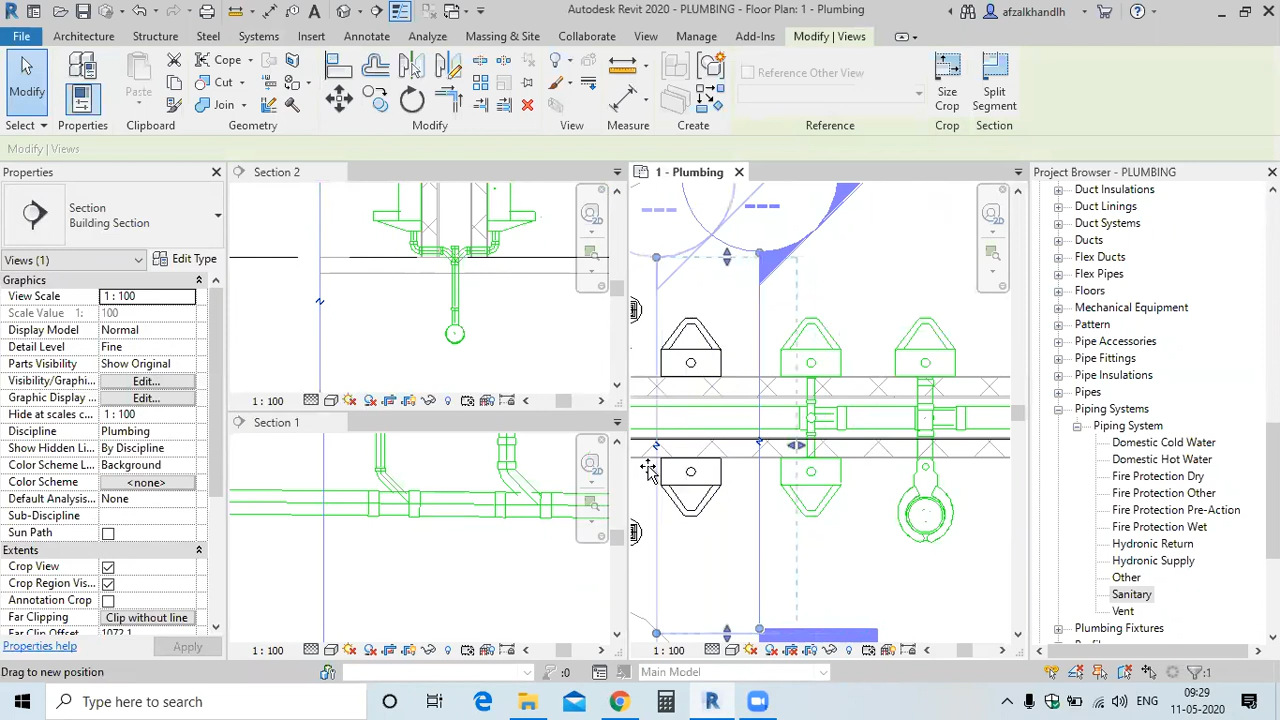 Autodesk Revit 2020 - PLUMBING - Floor Plan: 1 - Plumbing
afzalkhandlh
File Architecture Structure Steel Systems Insert Annotate Analyze Massing & Site Collaborate View Manage Add-Ins Modify | Views
Modify
Select
Properties
Paste
Clipboard
Cope
Cut
Join
Geometry
Modify
View
Measure
Create
Reference Other View
Reference
Size Crop
Crop
Split Segment
Section
Modify | Views
Properties
Section
Building Section
Views (1)
Edit Type
Graphics
View Scale 1 : 100
Scale Value 1: 100
Display Model Normal
Detail Level Fine
Parts Visibility Show Original
Visibility/Graphi... Edit...
Graphic Display ... Edit...
Hide at scales c... 1 : 100
Discipline Plumbing
Show Hidden Li... By Discipline
Color Scheme L... Background
Color Scheme <none>
Default Analysis... None
Sub-Discipline
Sun Path
Extents
Crop View
Crop Region Vis...
Annotation Crop
Far Clipping Clip without line
Far Clip Offset 1072.1
Properties help
Apply
Section 2
1 : 100
Section 1
1 : 100
1 - Plumbing
1 : 100
Project Browser - PLUMBING
Duct Insulations
Duct Linings
Duct Systems
Ducts
Flex Ducts
Flex Pipes
Floors
Mechanical Equipment
Pattern
Pipe Accessories
Pipe Fittings
Pipe Insulations
Pipes
Piping Systems
Piping System
Domestic Cold Water
Domestic Hot Water
Fire Protection Dry
Fire Protection Other
Fire Protection Pre-Action
Fire Protection Wet
Hydronic Return
Hydronic Supply
Other
Sanitary
Vent
Plumbing Fixtures
Drag to new position
:0
Main Model
:1
Type here to search
ENG
09:29
11-05-2020